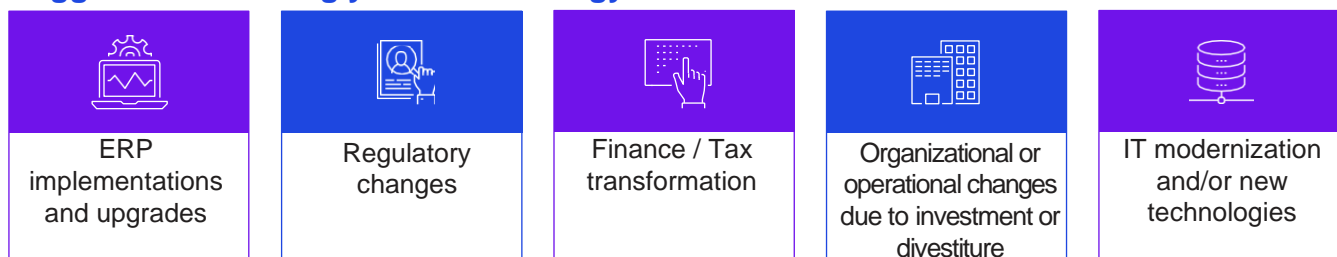 ERP
implementations
and upgrades
Regulatory
changes
Finance / Tax
transformation
Organizational or
operational changes
due to investment or
divestiture
IT modernization
and/or new
technologies